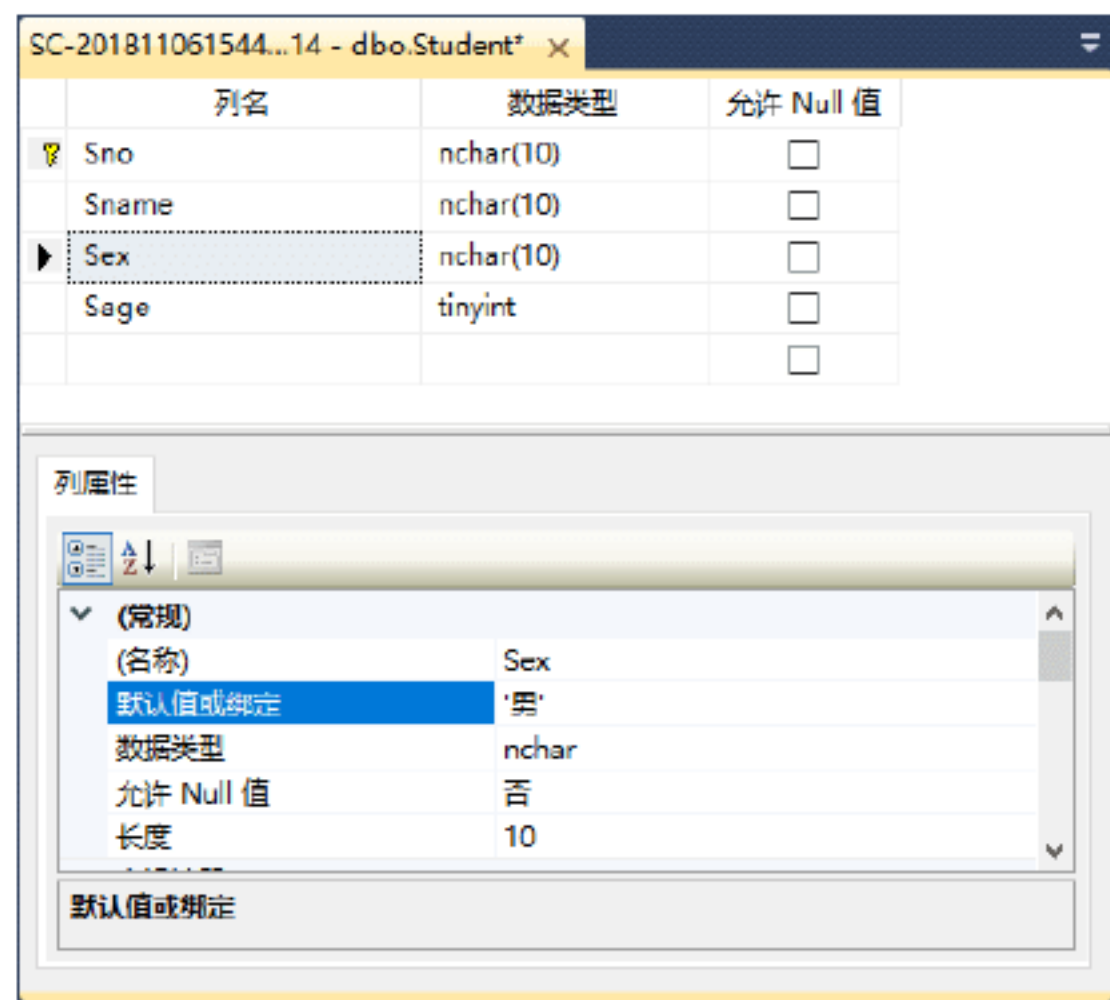 SC-201811061544...14 - dbo.Student*
列名 数据类型 允许 Null 值
Sno nchar(10)
Sname nchar(10)
Sex nchar(10)
Sage tinyint
列属性
(常规)
(名称) Sex
默认值或绑定 '男'
数据类型 nchar
允许 Null 值 否
长度 10
默认值或绑定